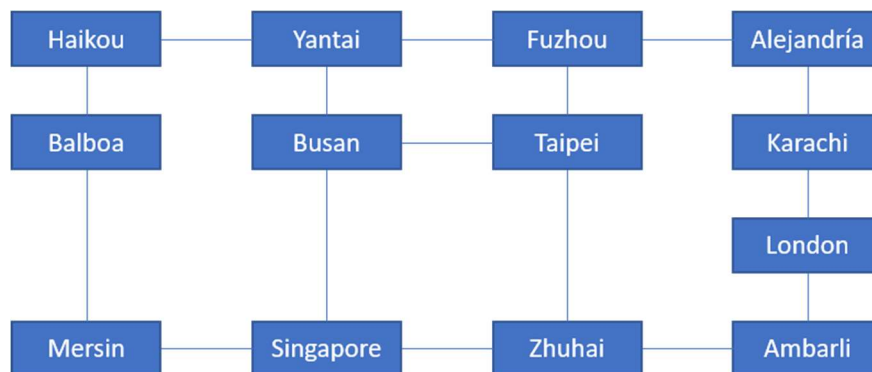 Haikou
Yantai
Fuzhou
Alejandría
Balboa
Busan
Taipei
Karachi
London
Mersin
Singapore
Zhuhai
Ambarli